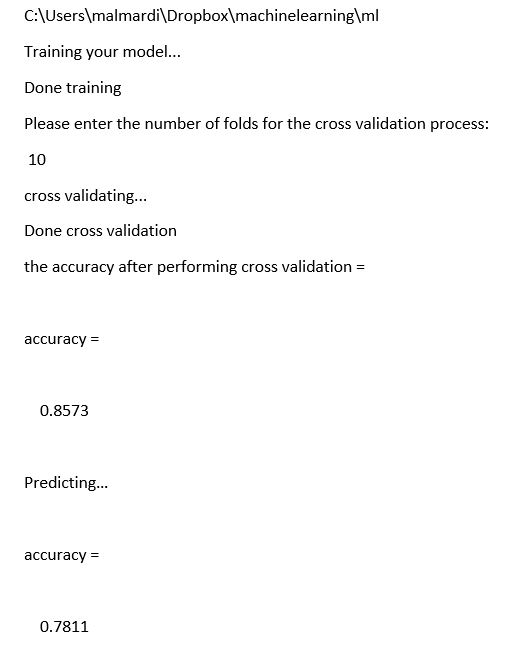 C:\Users\malmardi\Dropbox\machinelearning\ml
Training your model...
Done training
Please enter the number of folds for the cross validation process:
10
cross validating...
Done cross validation
the accuracy after performing cross validation =
accuracy =
0.8573
Predicting...
accuracy =
0.7811